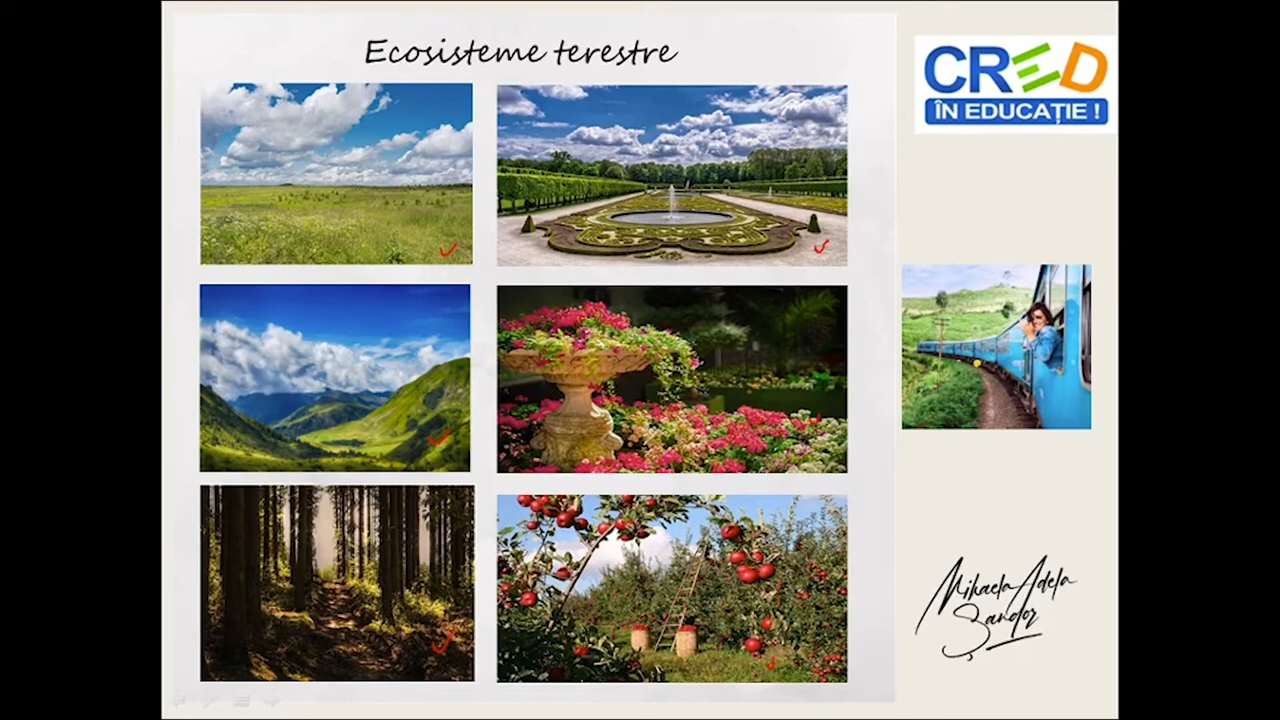 Ecosisteme terestre
CRED
ÎN EDUCAȚIE !
Mihaela Adela
Șandor